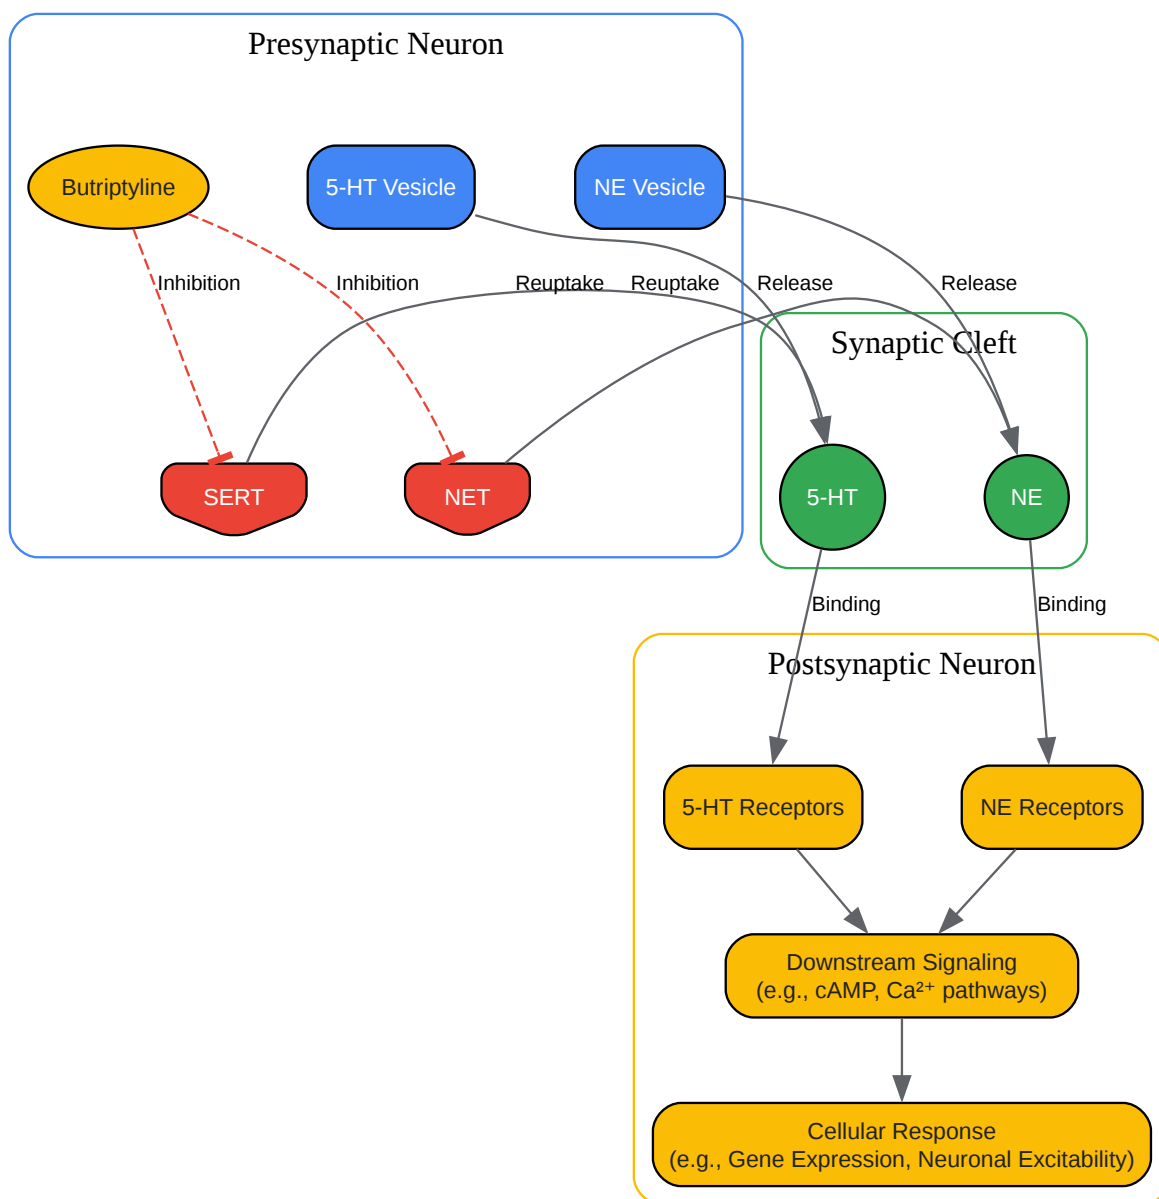 Presynaptic Neuron
Butriptyline
5-HT Vesicle
NE Vesicle
Inhibition
Inhibition
Reuptake
Reuptake
Release
Release
Synaptic Cleft
SERT
NET
5-HT
NE
Binding
Binding
Postsynaptic Neuron
5-HT Receptors
NE Receptors
Downstream Signaling
(e.g., cAMP, Ca²⁺ pathways)
Cellular Response
(e.g., Gene Expression, Neuronal Excitability)